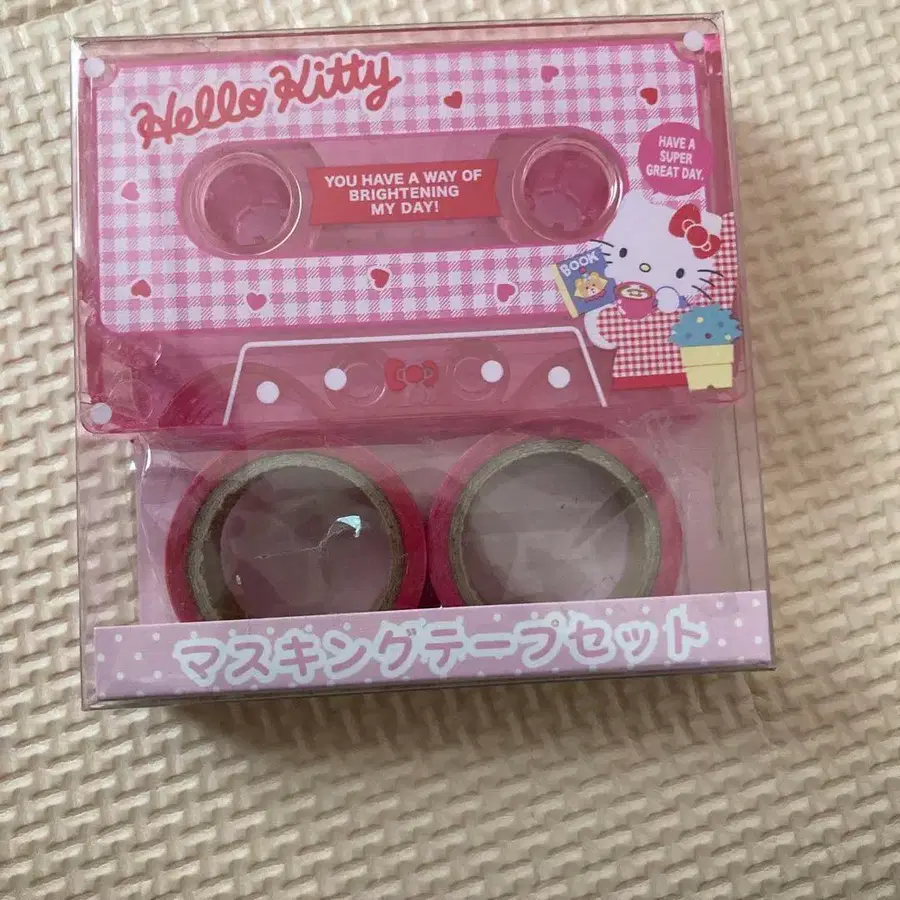 Hello Kitty
HAVE A
SUPER
GREAT DAY.
YOU HAVE A WAY OF
BRIGHTENING
MY DAY!
BOOK
マスキングテープセット